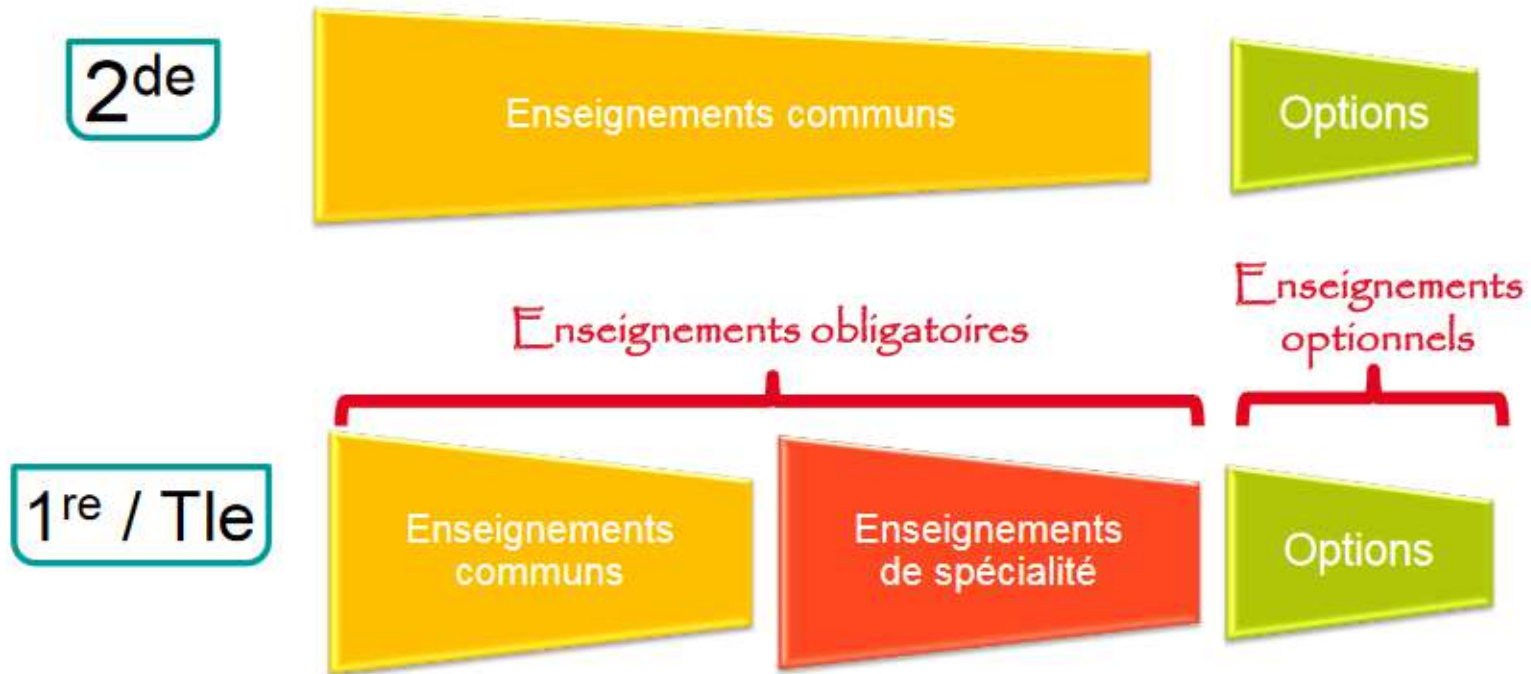 2de
Enseignements communs
Options
Enseignements obligatoires
Enseignements
optionnels
1re / Tle
Enseignements
communs
Enseignements
de spécialité
Options